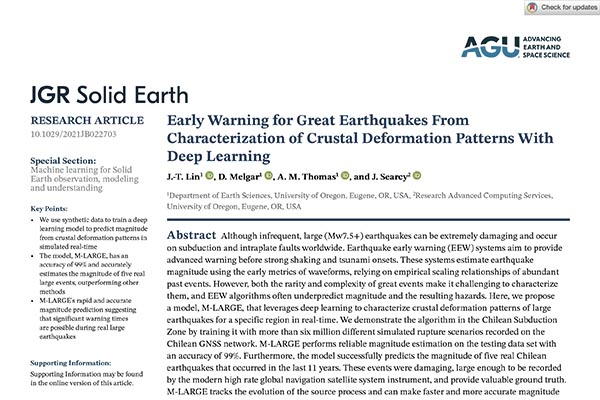 Check for updates
AGU ADVANCING
EARTH AND
SPACE SCIENCE
JGR Solid Earth
RESEARCH ARTICLE
10.1029/2021JB022703
Special Section:
Machine learning for Solid
Earth observation, modeling
and understanding
Key Points:
• We use synthetic data to train a deep
learning model to predict magnitude
from crustal deformation patterns in
simulated real-time
• The model, M-LARGE, has an
accuracy of 99% and accurately
estimates the magnitude of five real
large events, outperforming other
methods
• M-LARGE's rapid and accurate
magnitude prediction suggesting
that significant warning times
are possible during real large
earthquakes
Supporting Information:
Supporting Information may be found
in the online version of this article.
Early Warning for Great Earthquakes From
Characterization of Crustal Deformation Patterns With
Deep Learning
J.-T. Lin¹ iD, D. Melgar¹ iD, A. M. Thomas¹ iD, and J. Searcy² iD
¹Department of Earth Sciences, University of Oregon, Eugene, OR, USA, ²Research Advanced Computing Services,
University of Oregon, Eugene, OR, USA
Abstract Although infrequent, large (Mw7.5+) earthquakes can be extremely damaging and occur
on subduction and intraplate faults worldwide. Earthquake early warning (EEW) systems aim to provide
advanced warning before strong shaking and tsunami onsets. These systems estimate earthquake
magnitude using the early metrics of waveforms, relying on empirical scaling relationships of abundant
past events. However, both the rarity and complexity of great events make it challenging to characterize
them, and EEW algorithms often underpredict magnitude and the resulting hazards. Here, we propose
a model, M-LARGE, that leverages deep learning to characterize crustal deformation patterns of large
earthquakes for a specific region in real-time. We demonstrate the algorithm in the Chilean Subduction
Zone by training it with more than six million different simulated rupture scenarios recorded on the
Chilean GNSS network. M-LARGE performs reliable magnitude estimation on the testing data set with
an accuracy of 99%. Furthermore, the model successfully predicts the magnitude of five real Chilean
earthquakes that occurred in the last 11 years. These events were damaging, large enough to be recorded
by the modern high rate global navigation satellite system instrument, and provide valuable ground truth.
M-LARGE tracks the evolution of the source process and can make faster and more accurate magnitude